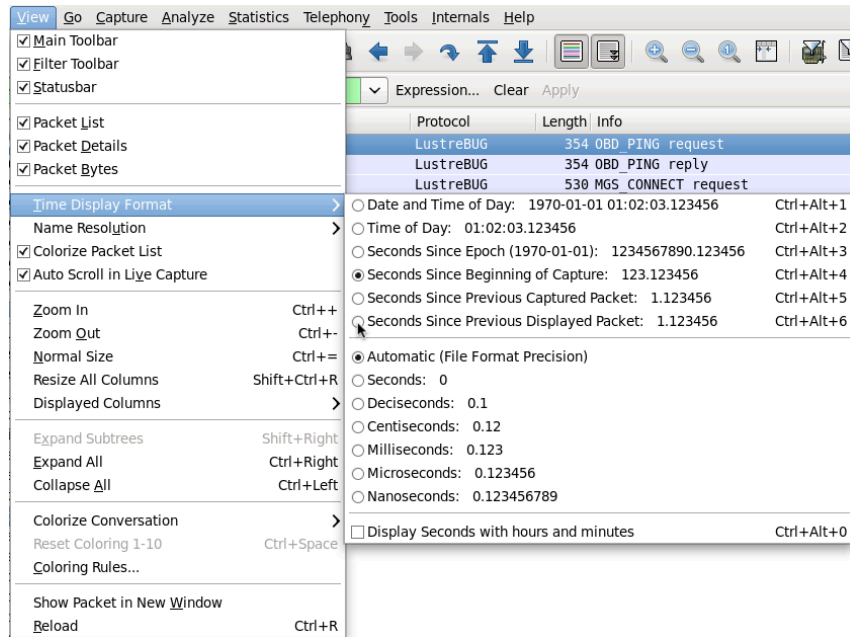 View Go Capture Analyze Statistics Telephony Tools Internals Help
Main Toolbar
Filter Toolbar
Statusbar
Packet List
Packet Details
Packet Bytes
Time Display Format
Name Resolution
Colorize Packet List
Auto Scroll in Live Capture
Zoom In Ctrl++
Zoom Out Ctrl+-
Normal Size Ctrl+=
Resize All Columns Shift+Ctrl+R
Displayed Columns
Expand Subtrees Shift+Right
Expand All Ctrl+Right
Collapse All Ctrl+Left
Colorize Conversation
Reset Coloring 1-10 Ctrl+Space
Coloring Rules...
Show Packet in New Window
Reload Ctrl+R
Expression... Clear Apply
Protocol Length Info
LustreBUG 354 OBD_PING request
LustreBUG 354 OBD_PING reply
LustreBUG 530 MGS_CONNECT request
Date and Time of Day: 1970-01-01 01:02:03.123456 Ctrl+Alt+1
Time of Day: 01:02:03.123456 Ctrl+Alt+2
Seconds Since Epoch (1970-01-01): 1234567890.123456 Ctrl+Alt+3
Seconds Since Beginning of Capture: 123.123456 Ctrl+Alt+4
Seconds Since Previous Captured Packet: 1.123456 Ctrl+Alt+5
Seconds Since Previous Displayed Packet: 1.123456 Ctrl+Alt+6
Automatic (File Format Precision)
Seconds: 0
Deciseconds: 0.1
Centiseconds: 0.12
Milliseconds: 0.123
Microseconds: 0.123456
Nanoseconds: 0.123456789
Display Seconds with hours and minutes Ctrl+Alt+0